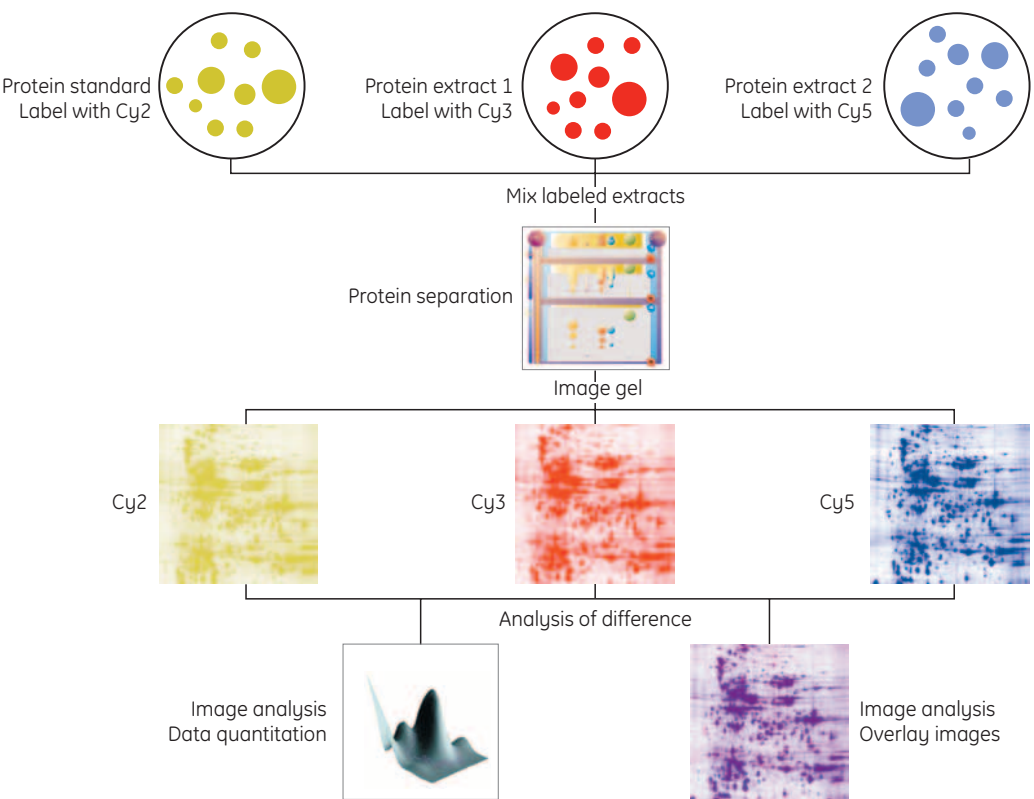 Protein standard
Label with Cy2
Protein extract 1
Label with Cy3
Protein extract 2
Label with Cy5
Mix labeled extracts
Protein separation
Image gel
Cy2
Cy3
Cy5
Analysis of difference
Image analysis
Data quantitation
Image analysis
Overlay images